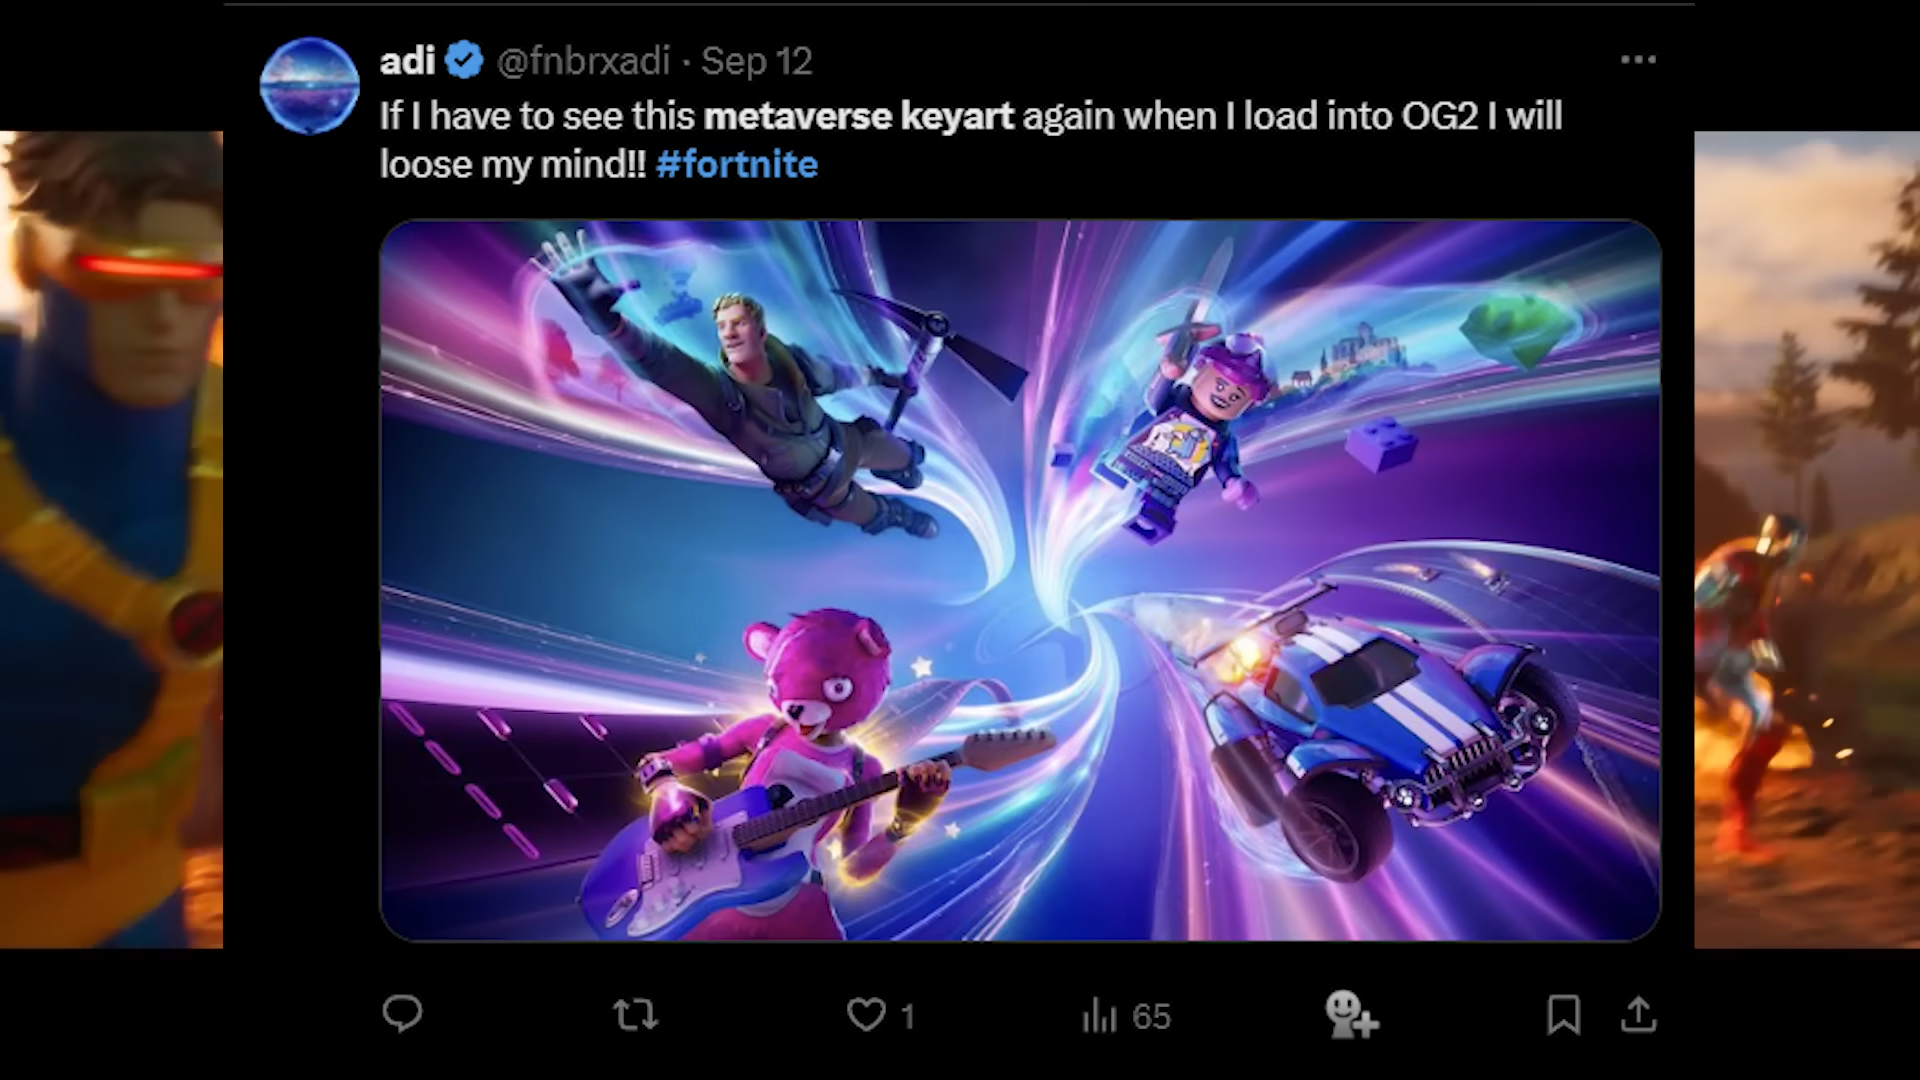 adi @fnbrxadi · Sep 12
If I have to see this metaverse keyart again when I load into OG2 I will
loose my mind!! #fortnite
1 65